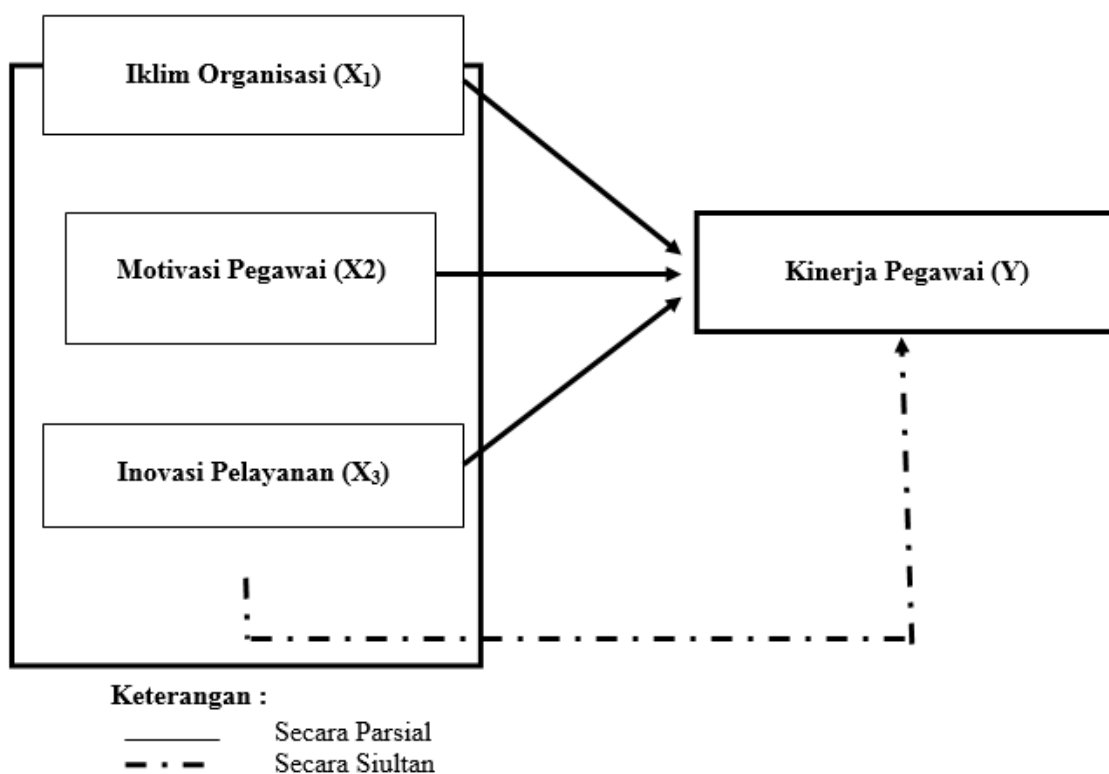 Iklim Organisasi (X₁)
Motivasi Pegawai (X2)
Kinerja Pegawai (Y)
Inovasi Pelayanan (X₃)
Keterangan :
Secara Parsial
Secara Siultan